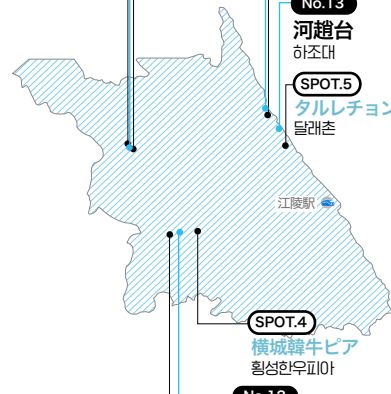 No.13
河趙台
하조대
SPOT.5
タルレチョン
달래촌
江陵駅
SPOT.4
横城韓牛ピア
횡성한우피아